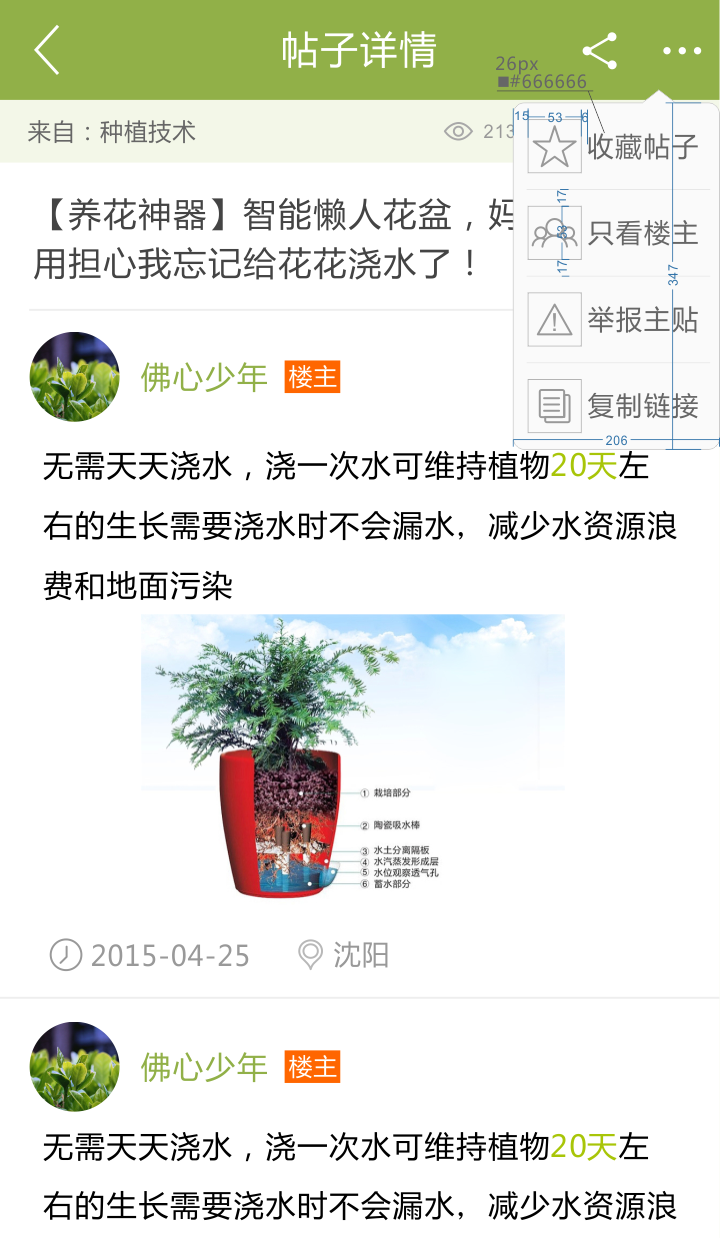 帖子详情
26px
#666666
来自：种植技术
213
15
53
6
收藏帖子
17
53
17
只看楼主
347
举报主贴
复制链接
206
【养花神器】智能懒人花盆，妈
用担心我忘记给花花浇水了！
佛心少年 楼主
无需天天浇水，浇一次水可维持植物20天左
右的生长需要浇水时不会漏水，减少水资源浪
费和地面污染
① 栽培部分
② 陶瓷吸水棒
③ 水土分离隔板
④ 水汽蒸发形成层
⑤ 水位观察透气孔
⑥ 蓄水部分
2015-04-25 沈阳
佛心少年 楼主
无需天天浇水，浇一次水可维持植物20天左
右的生长需要浇水时不会漏水，减少水资源浪